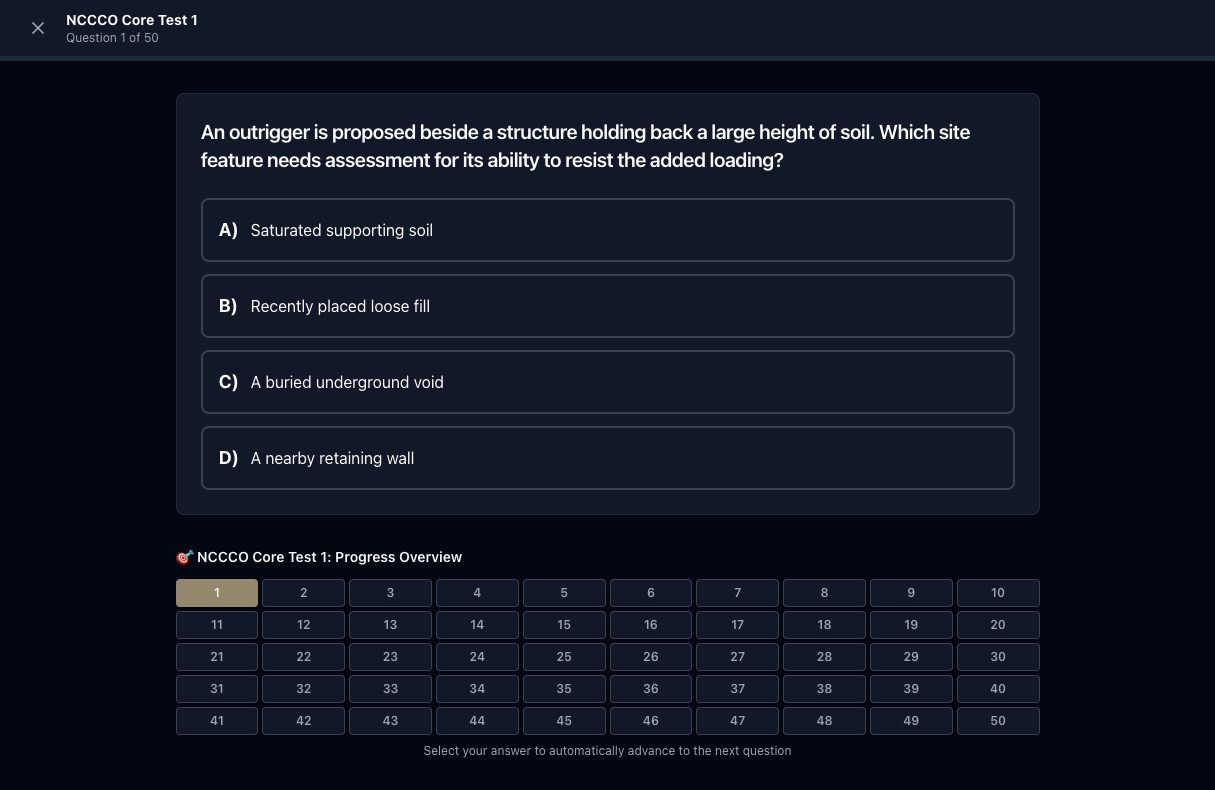 NCCCO Core Test 1
Question 1 of 50
An outrigger is proposed beside a structure holding back a large height of soil. Which site
feature needs assessment for its ability to resist the added loading?
A) Saturated supporting soil
B) Recently placed loose fill
C) A buried underground void
D) A nearby retaining wall
🎯 NCCCO Core Test 1: Progress Overview
1 2 3 4 5 6 7 8 9 10
11 12 13 14 15 16 17 18 19 20
21 22 23 24 25 26 27 28 29 30
31 32 33 34 35 36 37 38 39 40
41 42 43 44 45 46 47 48 49 50
Select your answer to automatically advance to the next question